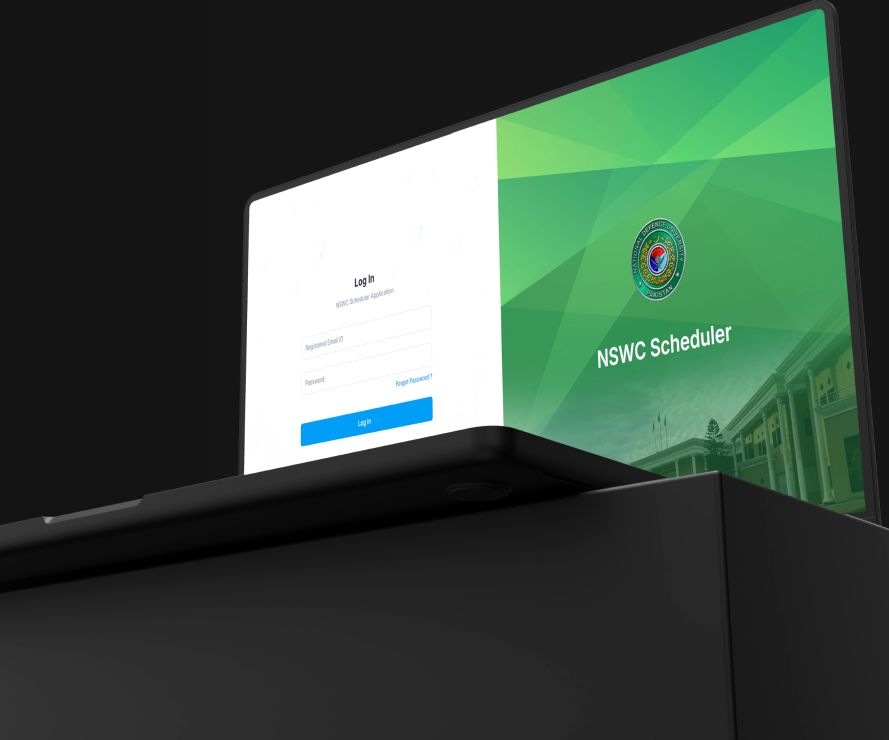 Log In
NSWC Scheduler Application
Registered Email ID
Password
Forgot Password ?
Log In
NATIONAL DEFENCE UNIVERSITY
PAKISTAN
NSWC Scheduler